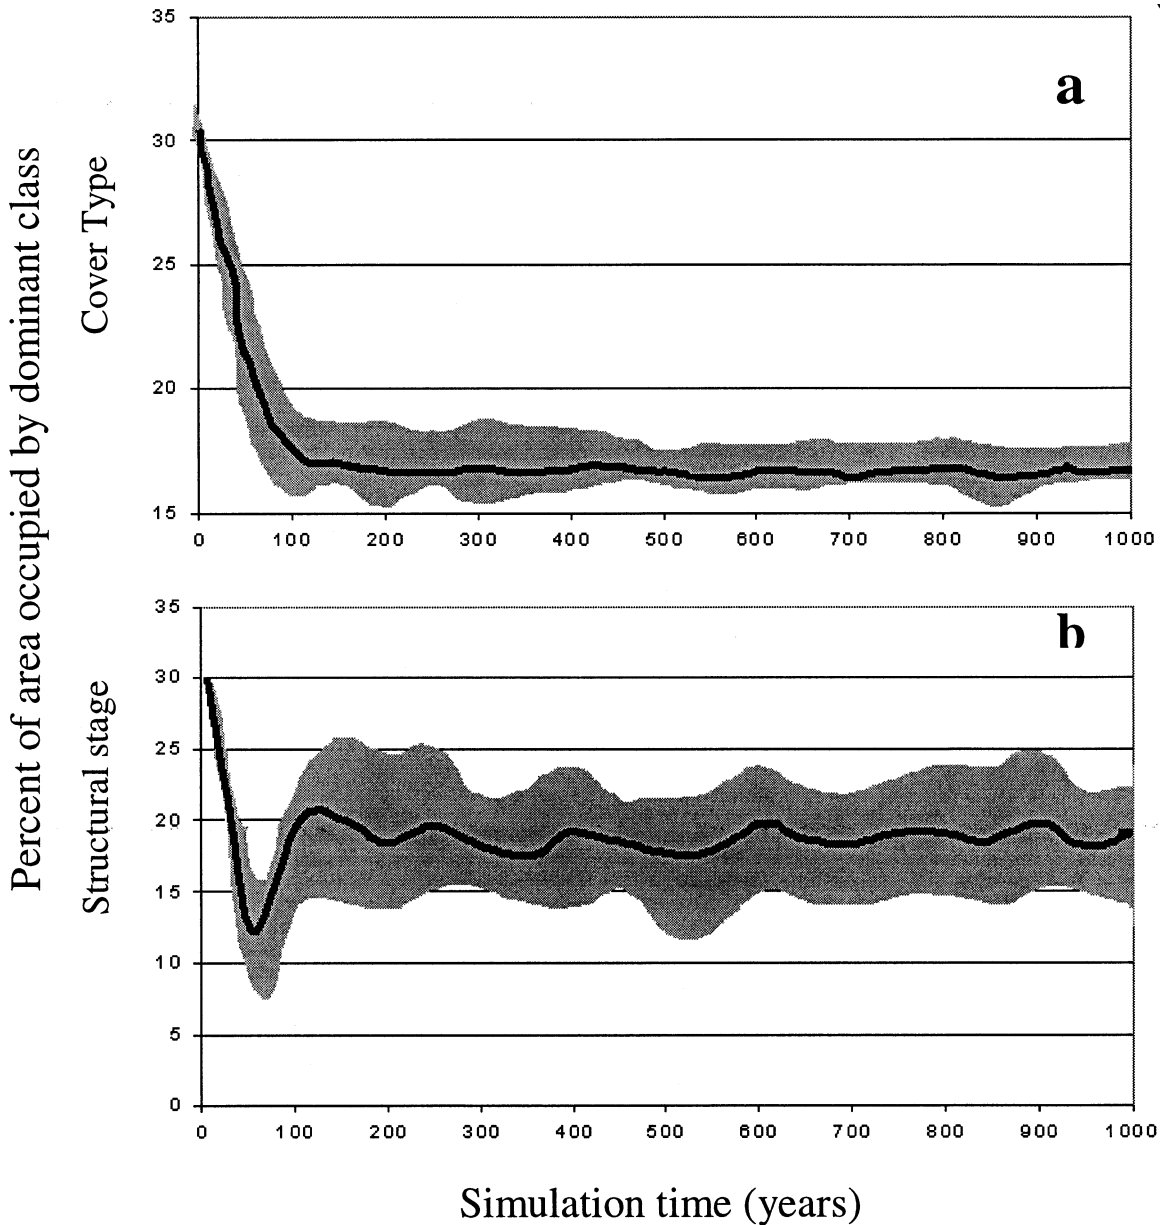 Percent of area occupied by dominant class
Cover Type
a
35
30
25
20
15
0 100 200 300 400 500 600 700 800 900 1000
Structural stage
b
35
30
25
20
15
10
5
0
0 100 200 300 400 500 600 700 800 900 1000
Simulation time (years)